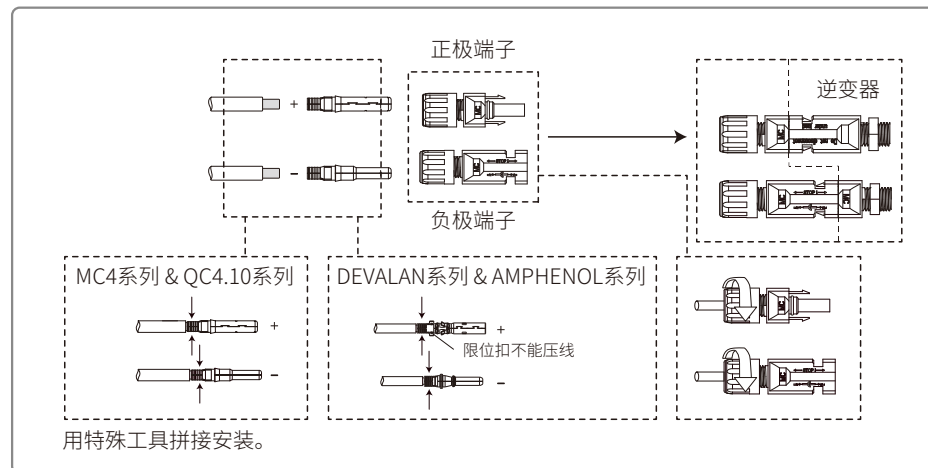 正极端子
逆变器
+
−
负极端子
MC4系列 & QC4.10系列
+
−
DEVALAN系列 & AMPHENOL系列
+
限位扣不能压线
−
用特殊工具拼接安装。